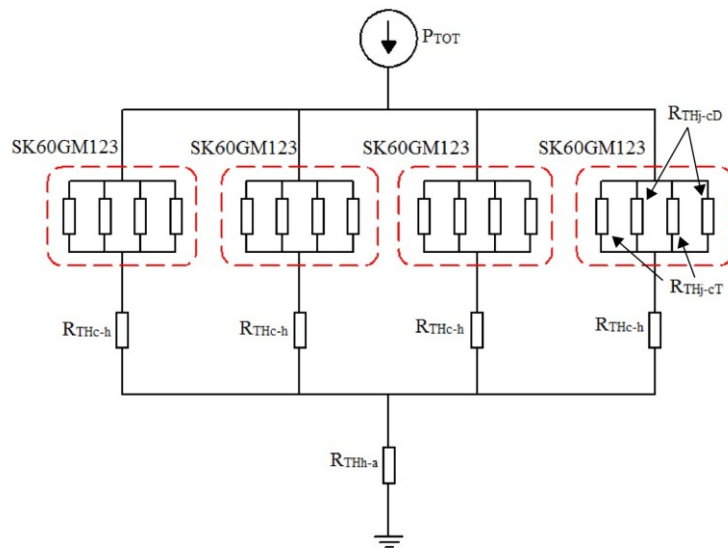 PTOT
RTHj-cD
SK60GM123
SK60GM123
SK60GM123
SK60GM123
RTHj-cT
RTHc-h
RTHc-h
RTHc-h
RTHc-h
RTHh-a